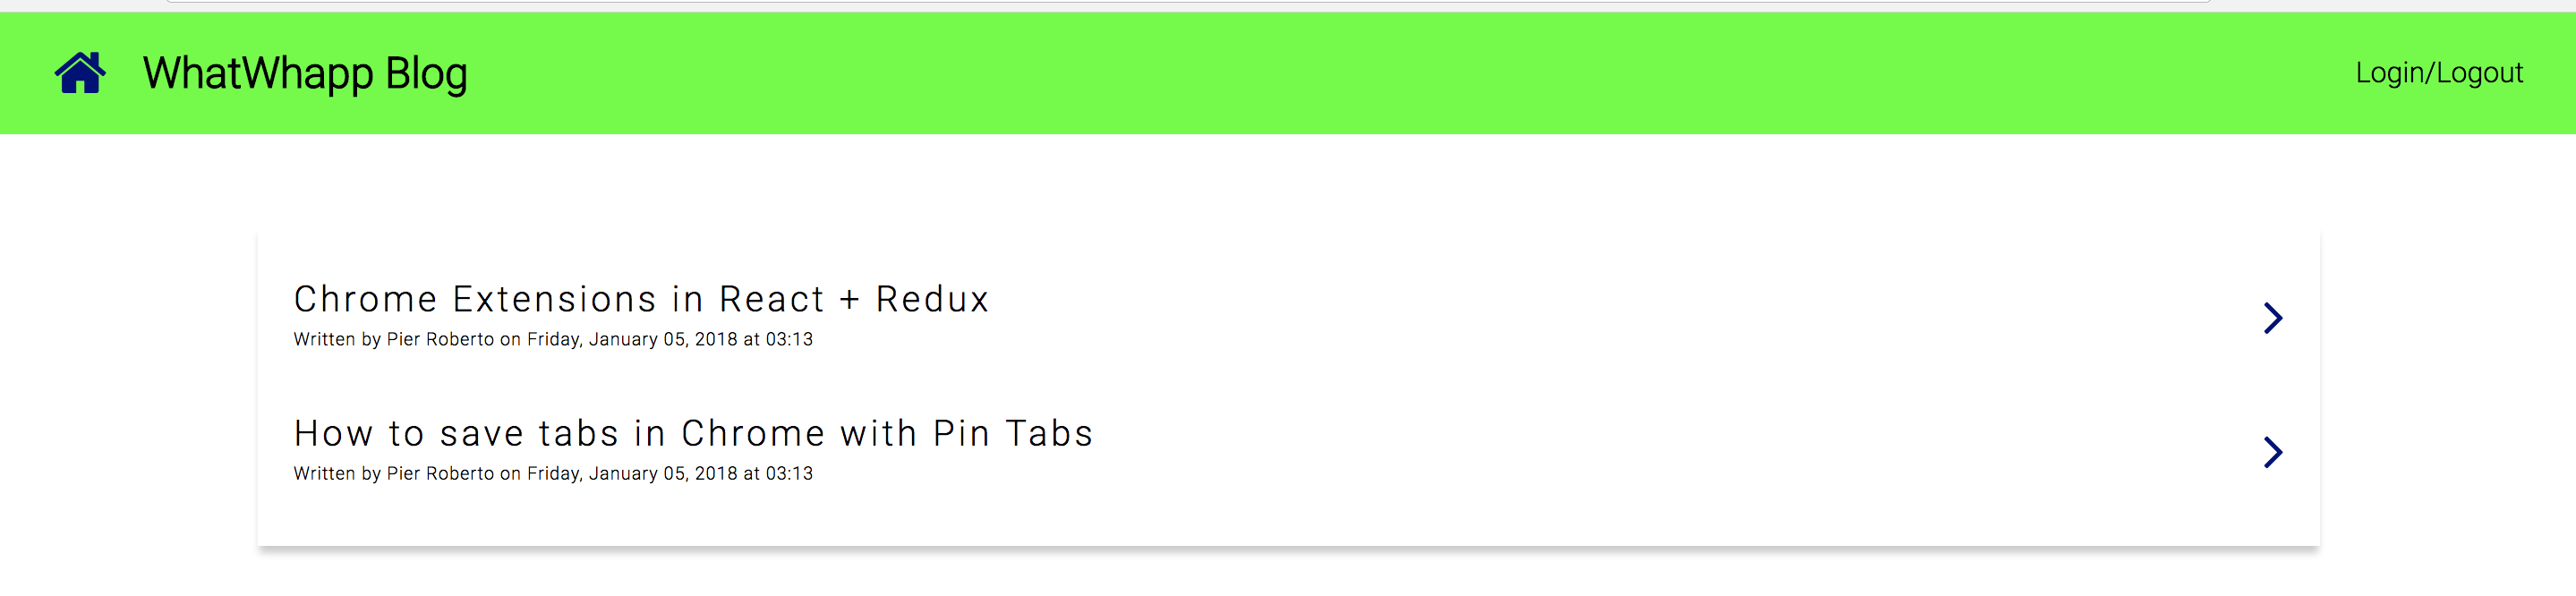 WhatWhapp Blog
Login/Logout
Chrome Extensions in React + Redux
Written by Pier Roberto on Friday, January 05, 2018 at 03:13
How to save tabs in Chrome with Pin Tabs
Written by Pier Roberto on Friday, January 05, 2018 at 03:13